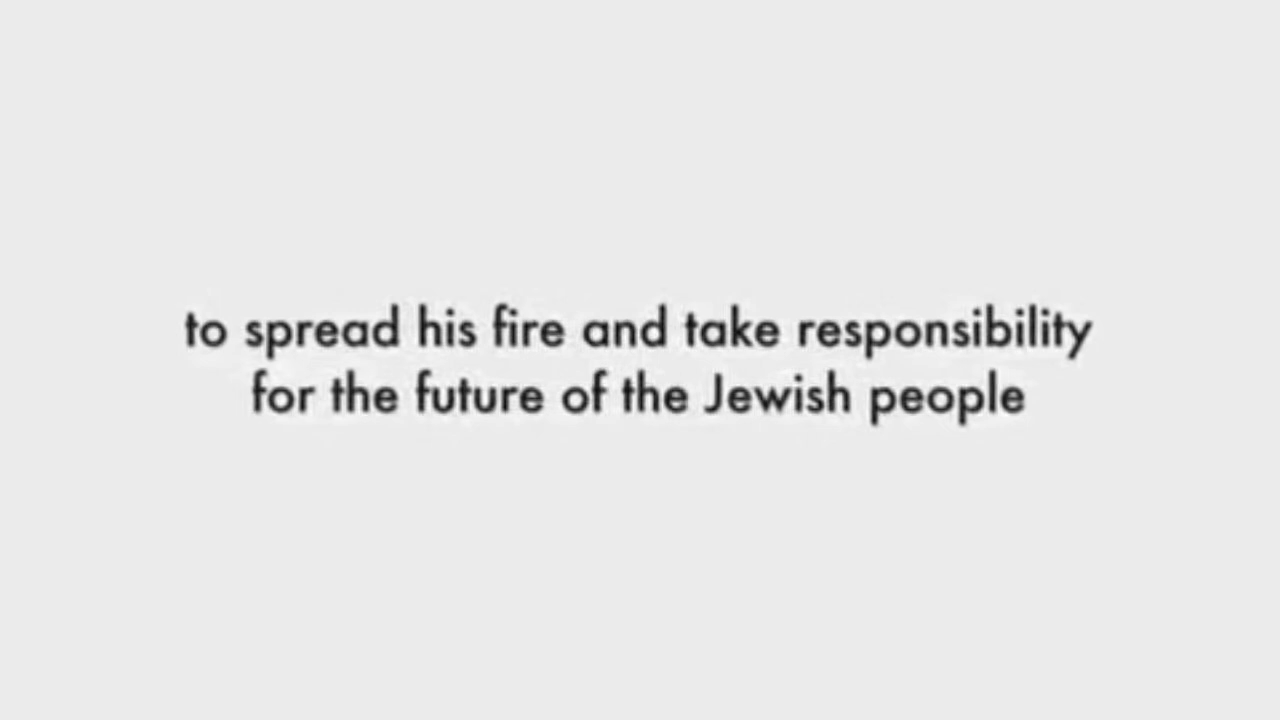 to spread his fire and take responsibility
for the future of the Jewish people